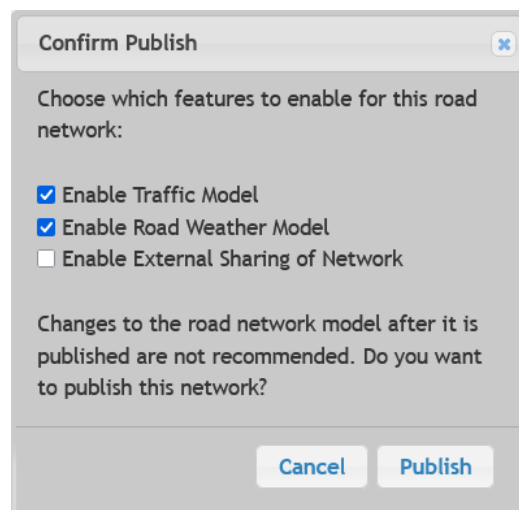 Confirm Publish
Choose which features to enable for this road
network:
Enable Traffic Model
Enable Road Weather Model
Enable External Sharing of Network
Changes to the road network model after it is
published are not recommended. Do you want
to publish this network?
Cancel Publish